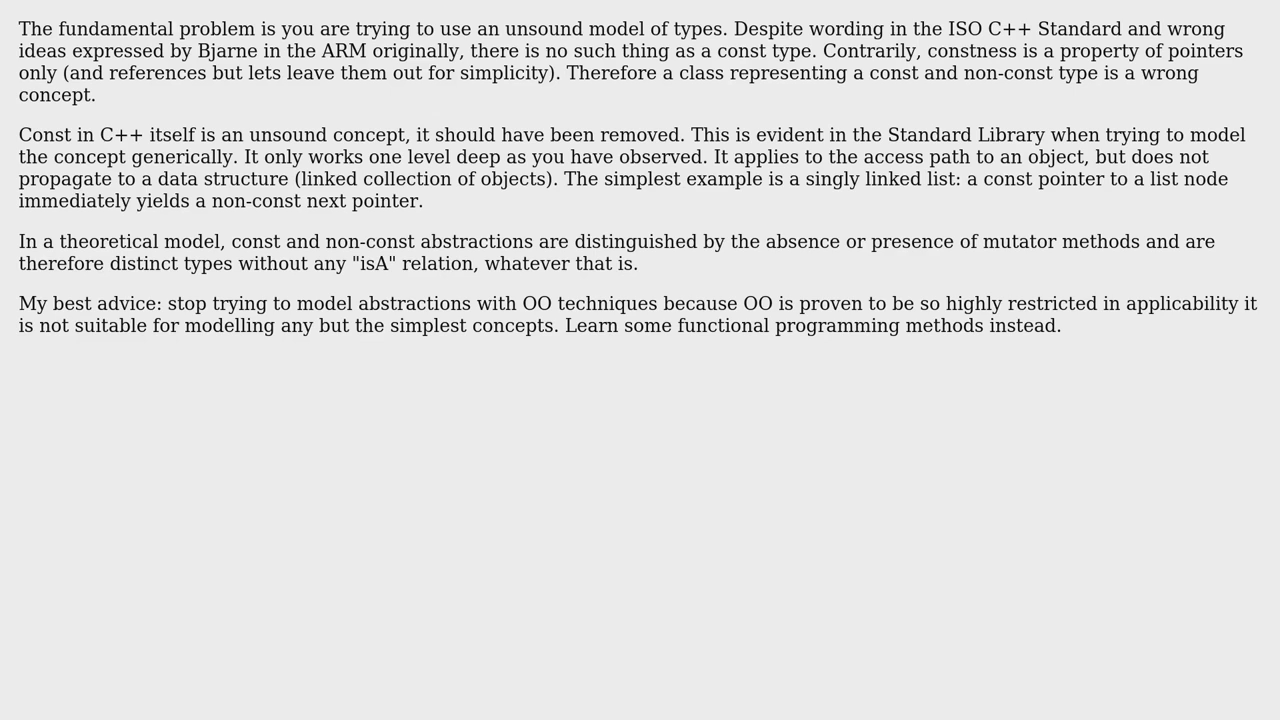 The fundamental problem is you are trying to use an unsound model of types. Despite wording in the ISO C++ Standard and wrong
ideas expressed by Bjarne in the ARM originally, there is no such thing as a const type. Contrarily, constness is a property of pointers
only (and references but lets leave them out for simplicity). Therefore a class representing a const and non-const type is a wrong
concept.
Const in C++ itself is an unsound concept, it should have been removed. This is evident in the Standard Library when trying to model
the concept generically. It only works one level deep as you have observed. It applies to the access path to an object, but does not
propagate to a data structure (linked collection of objects). The simplest example is a singly linked list: a const pointer to a list node
immediately yields a non-const next pointer.
In a theoretical model, const and non-const abstractions are distinguished by the absence or presence of mutator methods and are
therefore distinct types without any "isA" relation, whatever that is.
My best advice: stop trying to model abstractions with OO techniques because OO is proven to be so highly restricted in applicability it
is not suitable for modelling any but the simplest concepts. Learn some functional programming methods instead.